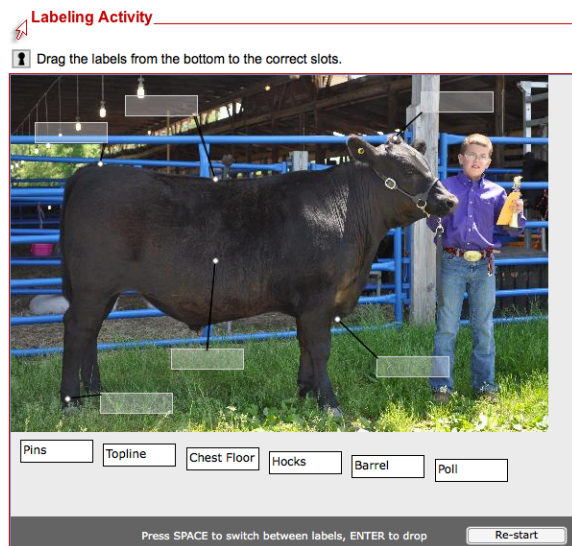 Labeling Activity
Drag the labels from the bottom to the correct slots.
Pins
Topline
Chest Floor
Hocks
Barrel
Poll
Press SPACE to switch between labels, ENTER to drop
Re-start